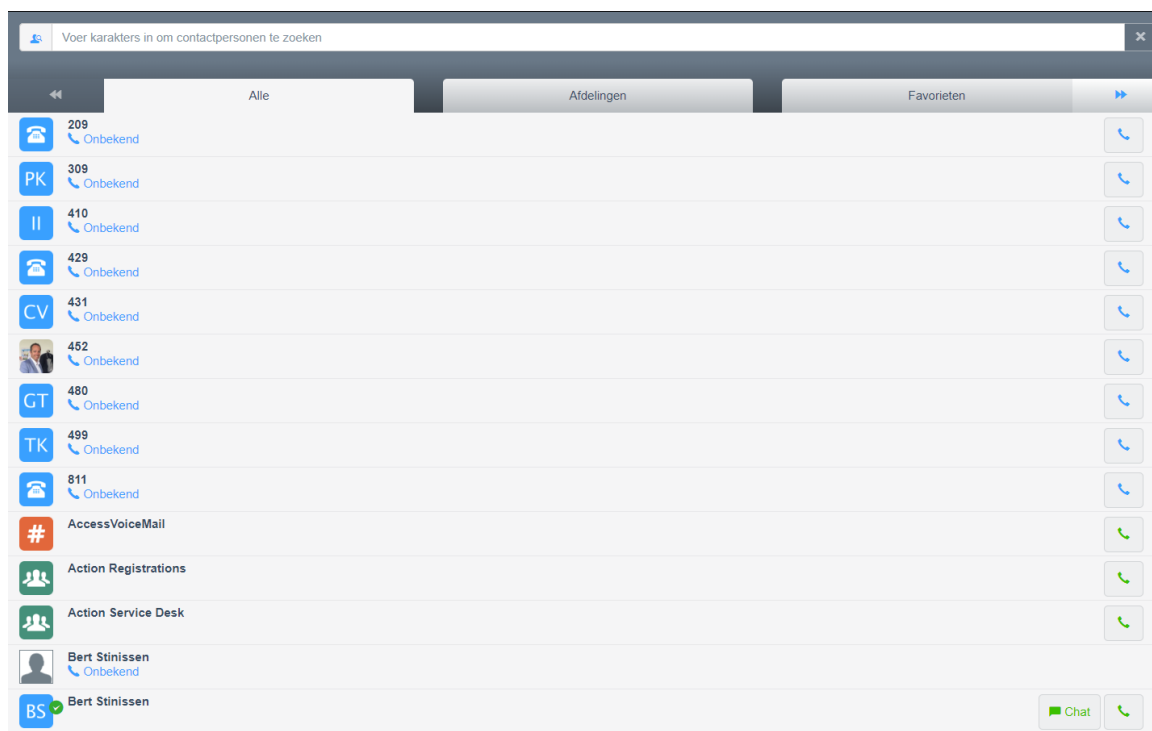 Voer karakters in om contactpersonen te zoeken
Alle Afdelingen Favorieten
209
Onbekend
PK 309
Onbekend
II 410
Onbekend
429
Onbekend
CV 431
Onbekend
452
Onbekend
GT 480
Onbekend
TK 499
Onbekend
811
Onbekend
# AccessVoiceMail
Action Registrations
Action Service Desk
Bert Stinissen
Onbekend
BS Bert Stinissen
Chat